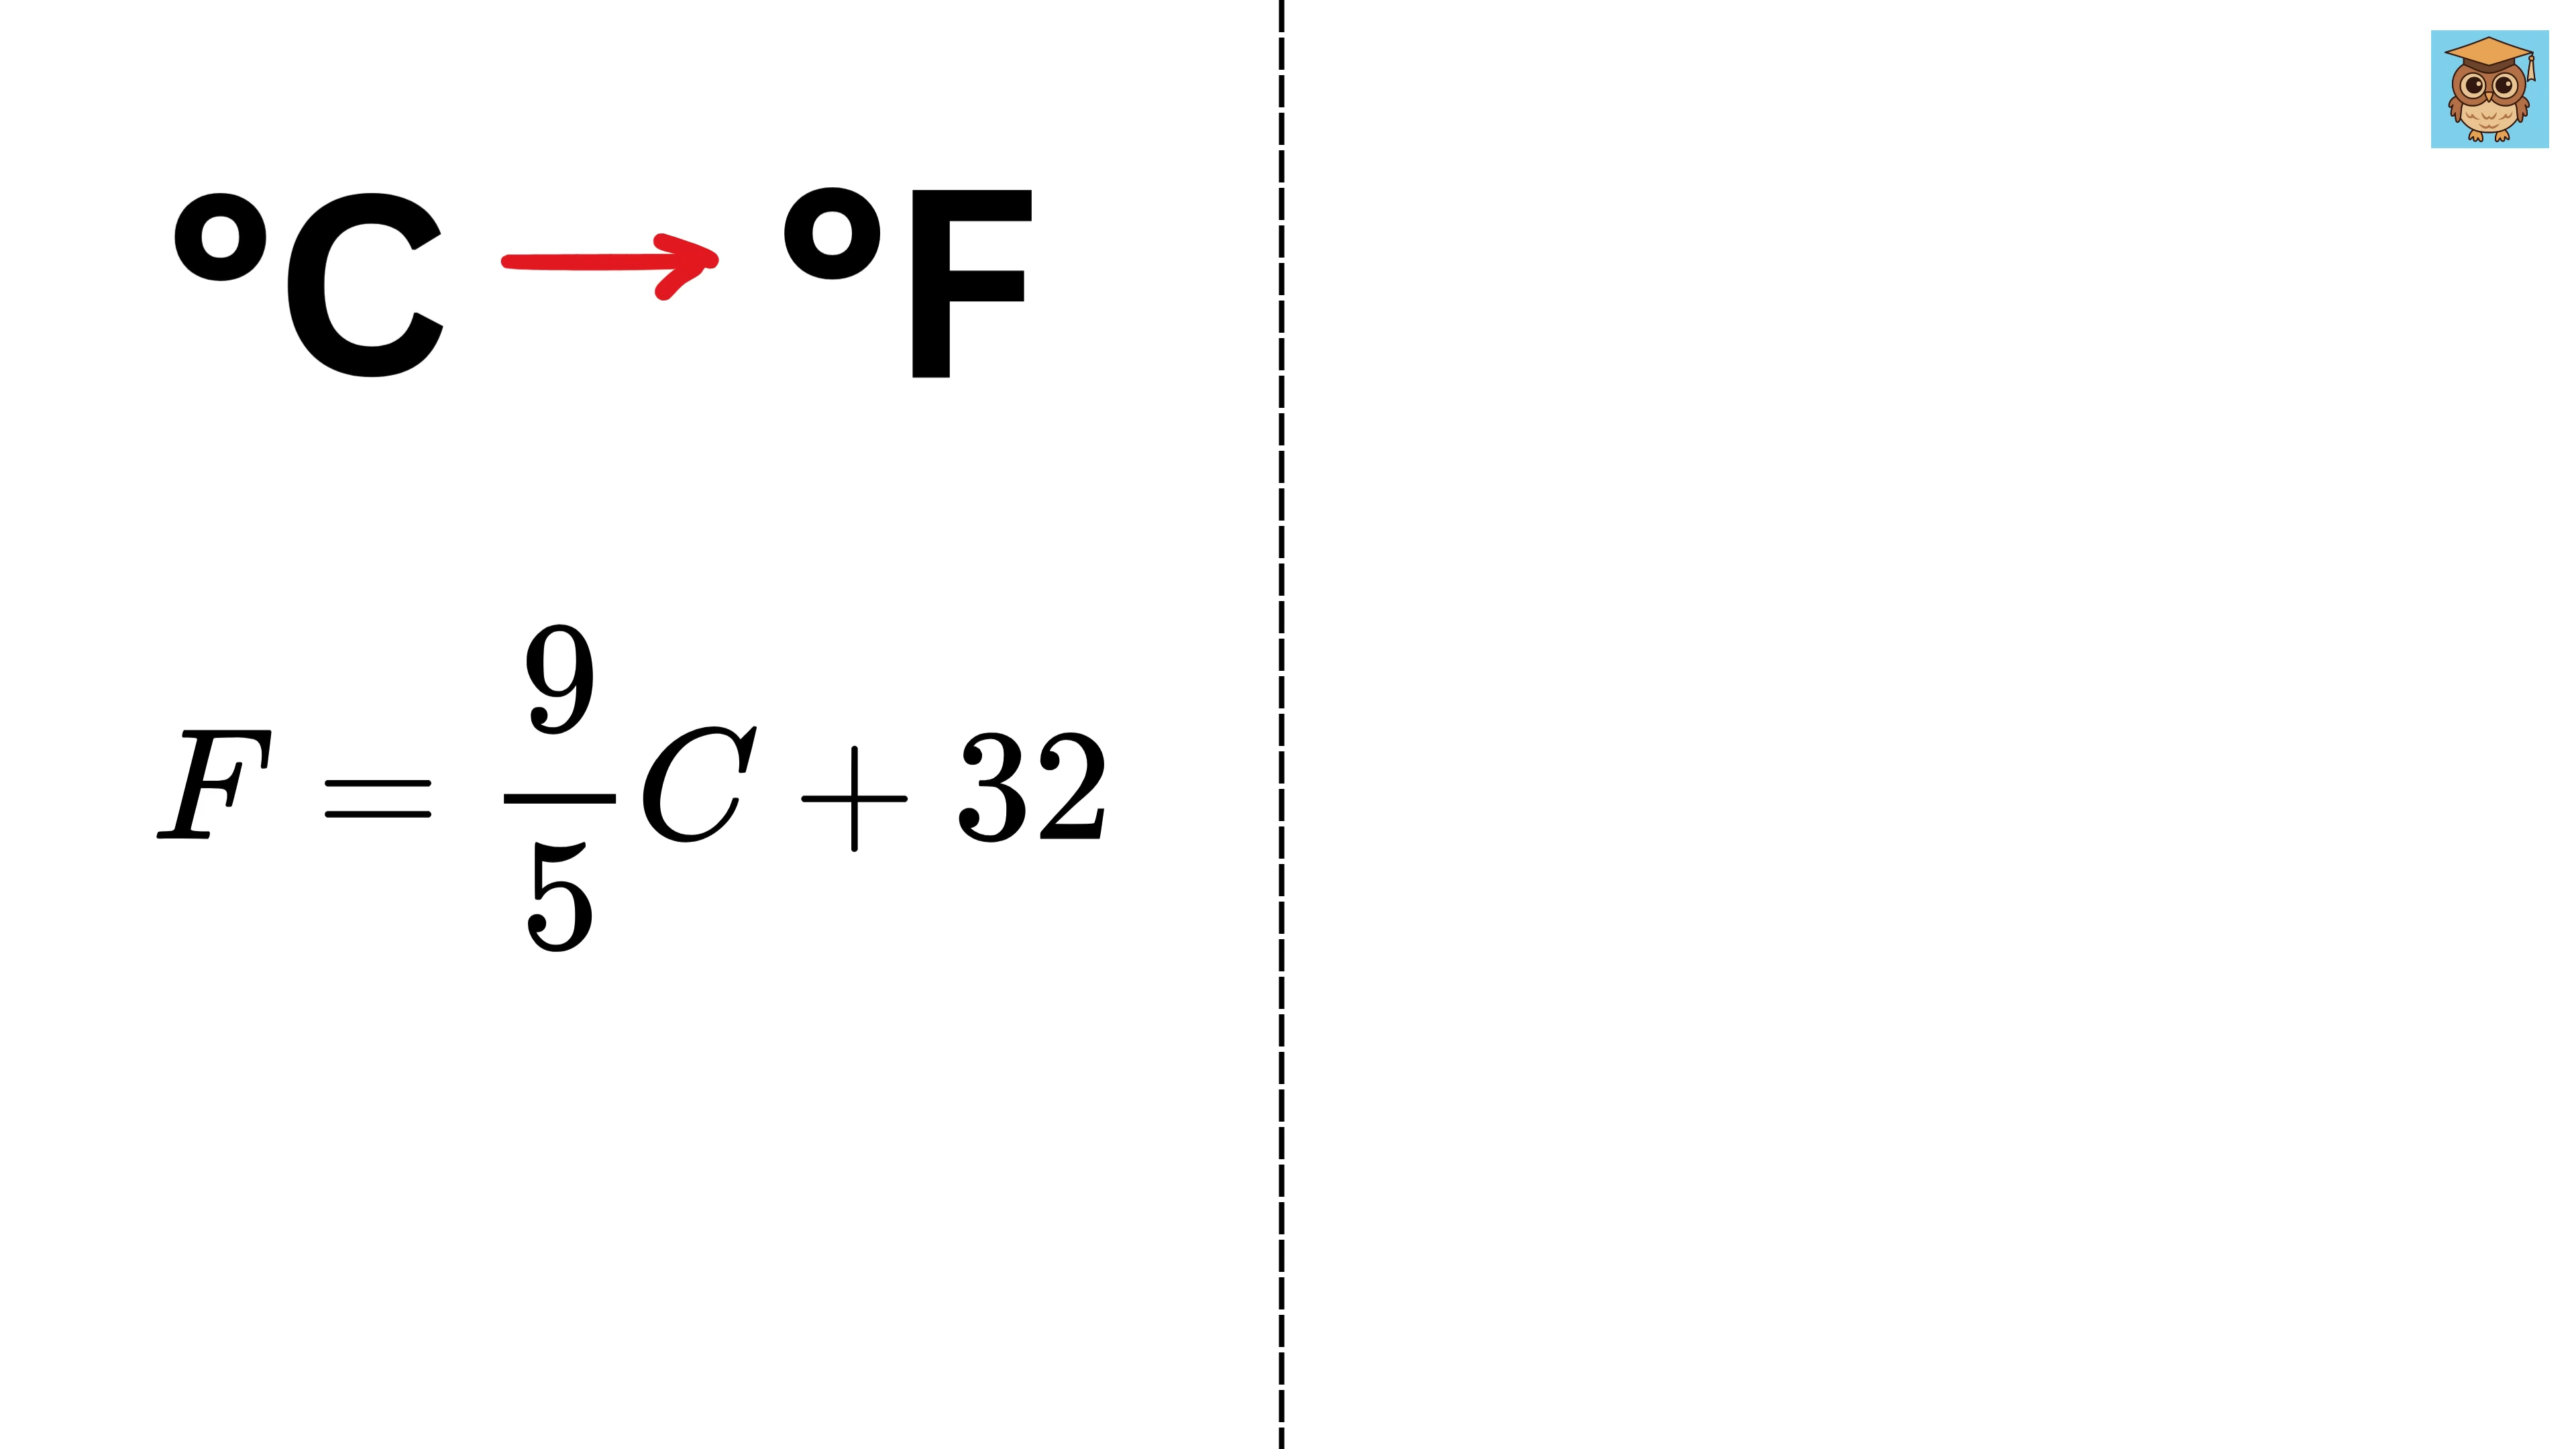 °C → °F
F = 9/5 C + 32